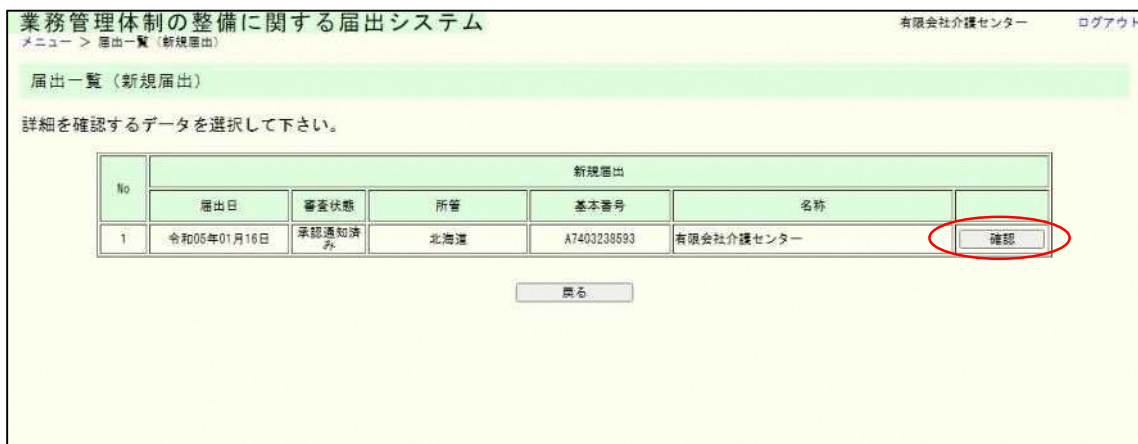 業務管理体制の整備に関する届出システム
有限会社介護センター ログアウト
メニュー > 届出一覧（新規届出）
届出一覧（新規届出）
詳細を確認するデータを選択して下さい。
No 新規届出
届出日 審査状態 所管 基本番号 名称
1 令和05年01月16日 承認通知済み 北海道 A7403238593 有限会社介護センター 確認
戻る